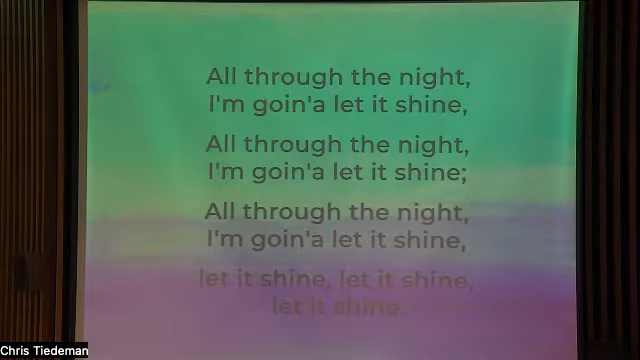 All through the night,
I'm goin'a let it shine,
All through the night,
I'm goin'a let it shine;
All through the night,
I'm goin'a let it shine,
let it shine, let it shine,
let it shine.
Chris Tiedeman